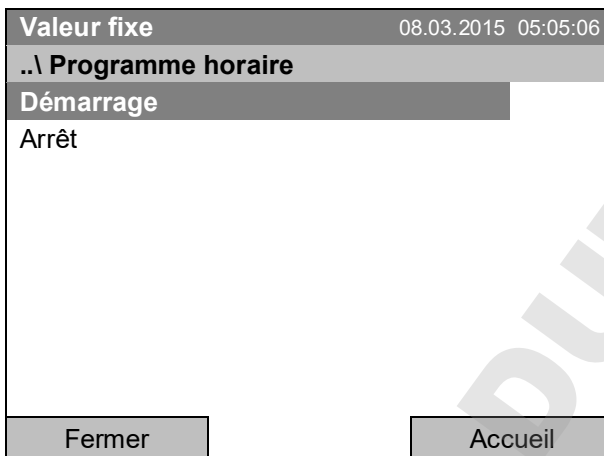 Valeur fixe 08.03.2015 05:05:06
..\ Programme horaire
Démarrage
Arrêt
Fermer Accueil